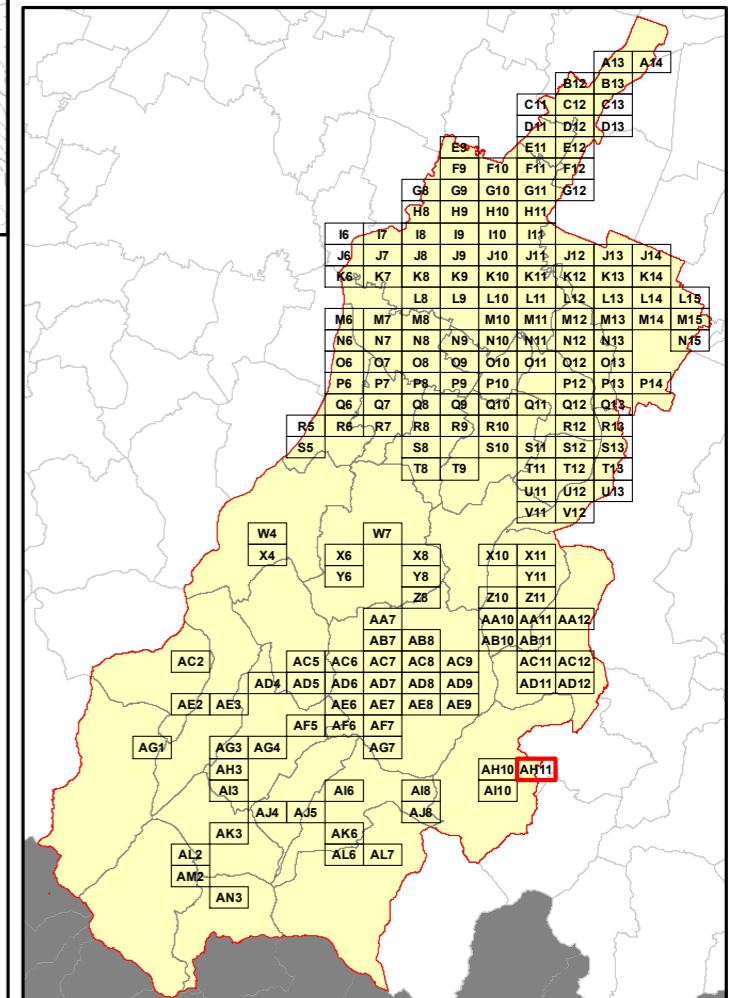 A13 A14
B12 B13
C11 C12 C13
D11 D12 D13
E9 E11 E12
F9 F10 F11 F12
G8 G9 G10 G11 G12
H8 H9 H10 H11
I6 I7 I8 I9 I10 I11
J6 J7 J8 J9 J10 J11 J12 J13 J14
K6 K7 K8 K9 K10 K11 K12 K13 K14
L8 L9 L10 L11 L12 L13 L14 L15
M6 M7 M8 M10 M11 M12 M13 M14 M15
N6 N7 N8 N9 N10 N11 N12 N13 N15
O6 O7 O8 O9 O10 O11 O12 O13
P6 P7 P8 P9 P10 P12 P13 P14
Q6 Q7 Q8 Q9 Q10 Q11 Q12 Q13
R5 R6 R7 R8 R9 R10 R12 R13
S5 S8 S10 S11 S12 S13
T8 T9 T11 T12 T13
U11 U12 U13
V11 V12
W4 W7
X4 X6 X8 X10 X11
Y6 Y8 Y11
Z8 Z10 Z11
AA7 AA10 AA11 AA12
AB7 AB8 AB10 AB11
AC2 AC5 AC6 AC7 AC8 AC9 AC11 AC12
AD4 AD5 AD6 AD7 AD8 AD9 AD11 AD12
AE2 AE3 AE6 AE7 AE8 AE9
AF5 AF6 AF7
AG1 AG3 AG4 AG7
AH3 AH10 AH11
AI3 AI6 AI8 AI10
AJ4 AJ5 AJ8
AK3 AK6
AL2 AL6 AL7
AM2
AN3